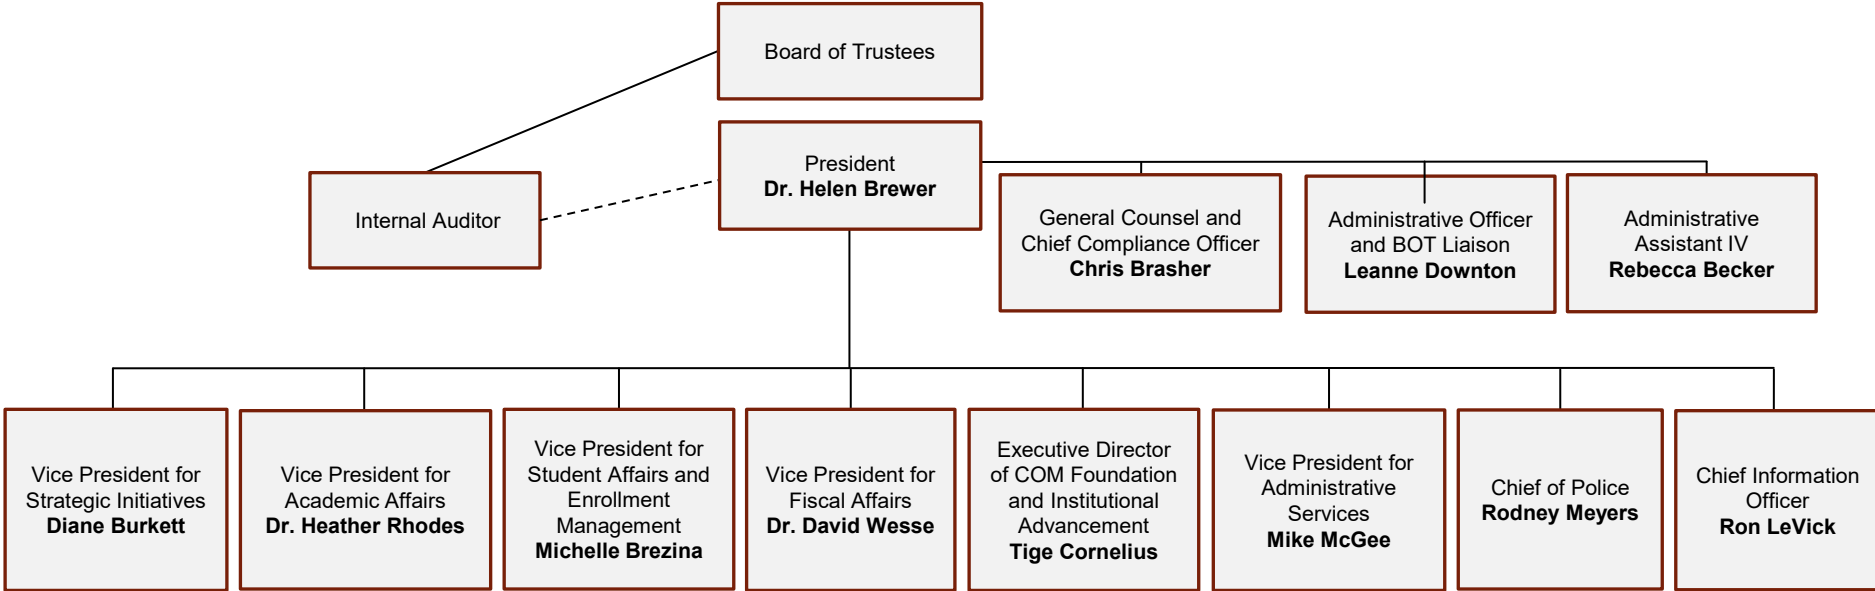 Board of Trustees
President
Dr. Helen Brewer
Internal Auditor
General Counsel and
Chief Compliance Officer
Chris Brasher
Administrative Officer
and BOT Liaison
Leanne Downton
Administrative
Assistant IV
Rebecca Becker
Vice President for
Strategic Initiatives
Diane Burkett
Vice President for
Academic Affairs
Dr. Heather Rhodes
Vice President for
Student Affairs and
Enrollment
Management
Michelle Brezina
Vice President for
Fiscal Affairs
Dr. David Wesse
Executive Director
of COM Foundation
and Institutional
Advancement
Tige Cornelius
Vice President for
Administrative
Services
Mike McGee
Chief of Police
Rodney Meyers
Chief Information
Officer
Ron LeVick